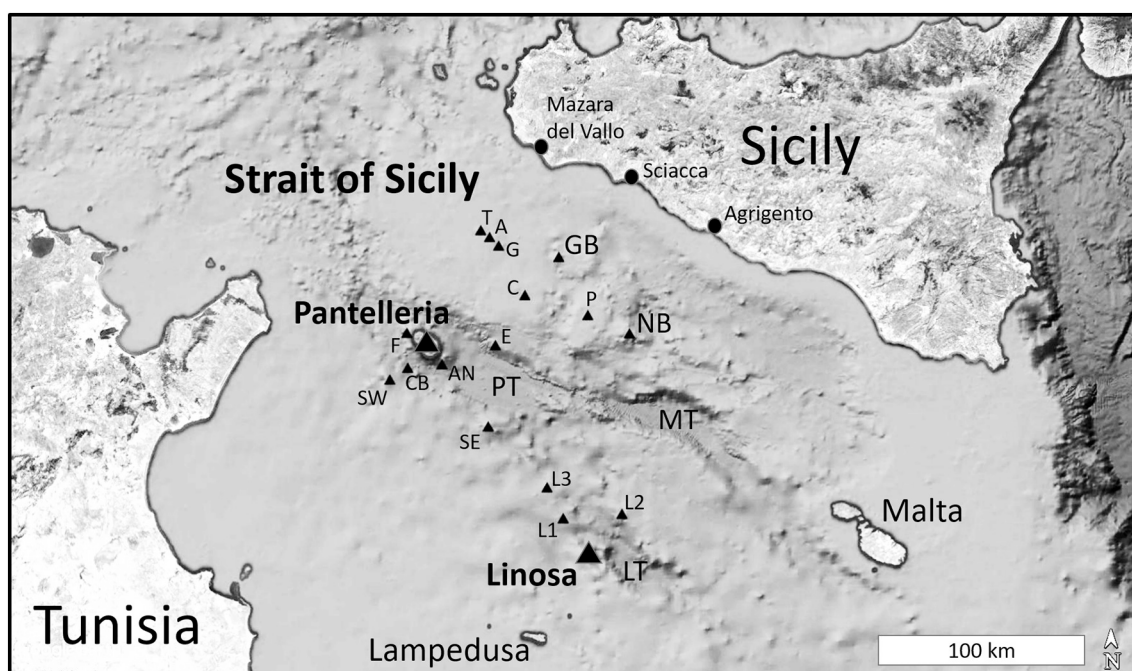 Mazara
del Vallo
Sicily
Sciacca
Strait of Sicily
Agrigento
T
A
G
GB
C
P
Pantelleria
NB
F
E
AN
CB
PT
SW
MT
SE
L3
L2
Malta
L1
Linosa
LT
Tunisia
Lampedusa
100 km
N